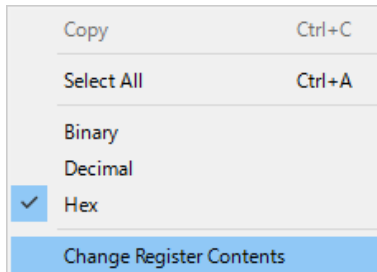 Copy Ctrl+C
Select All Ctrl+A
Binary
Decimal
Hex
Change Register Contents